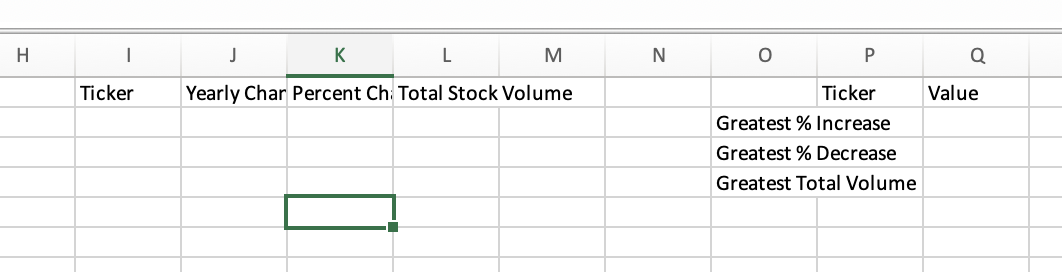 H I J K L M N O P Q
Ticker Yearly Char Percent Ch Total Stock Volume Ticker Value
Greatest % Increase
Greatest % Decrease
Greatest Total Volume